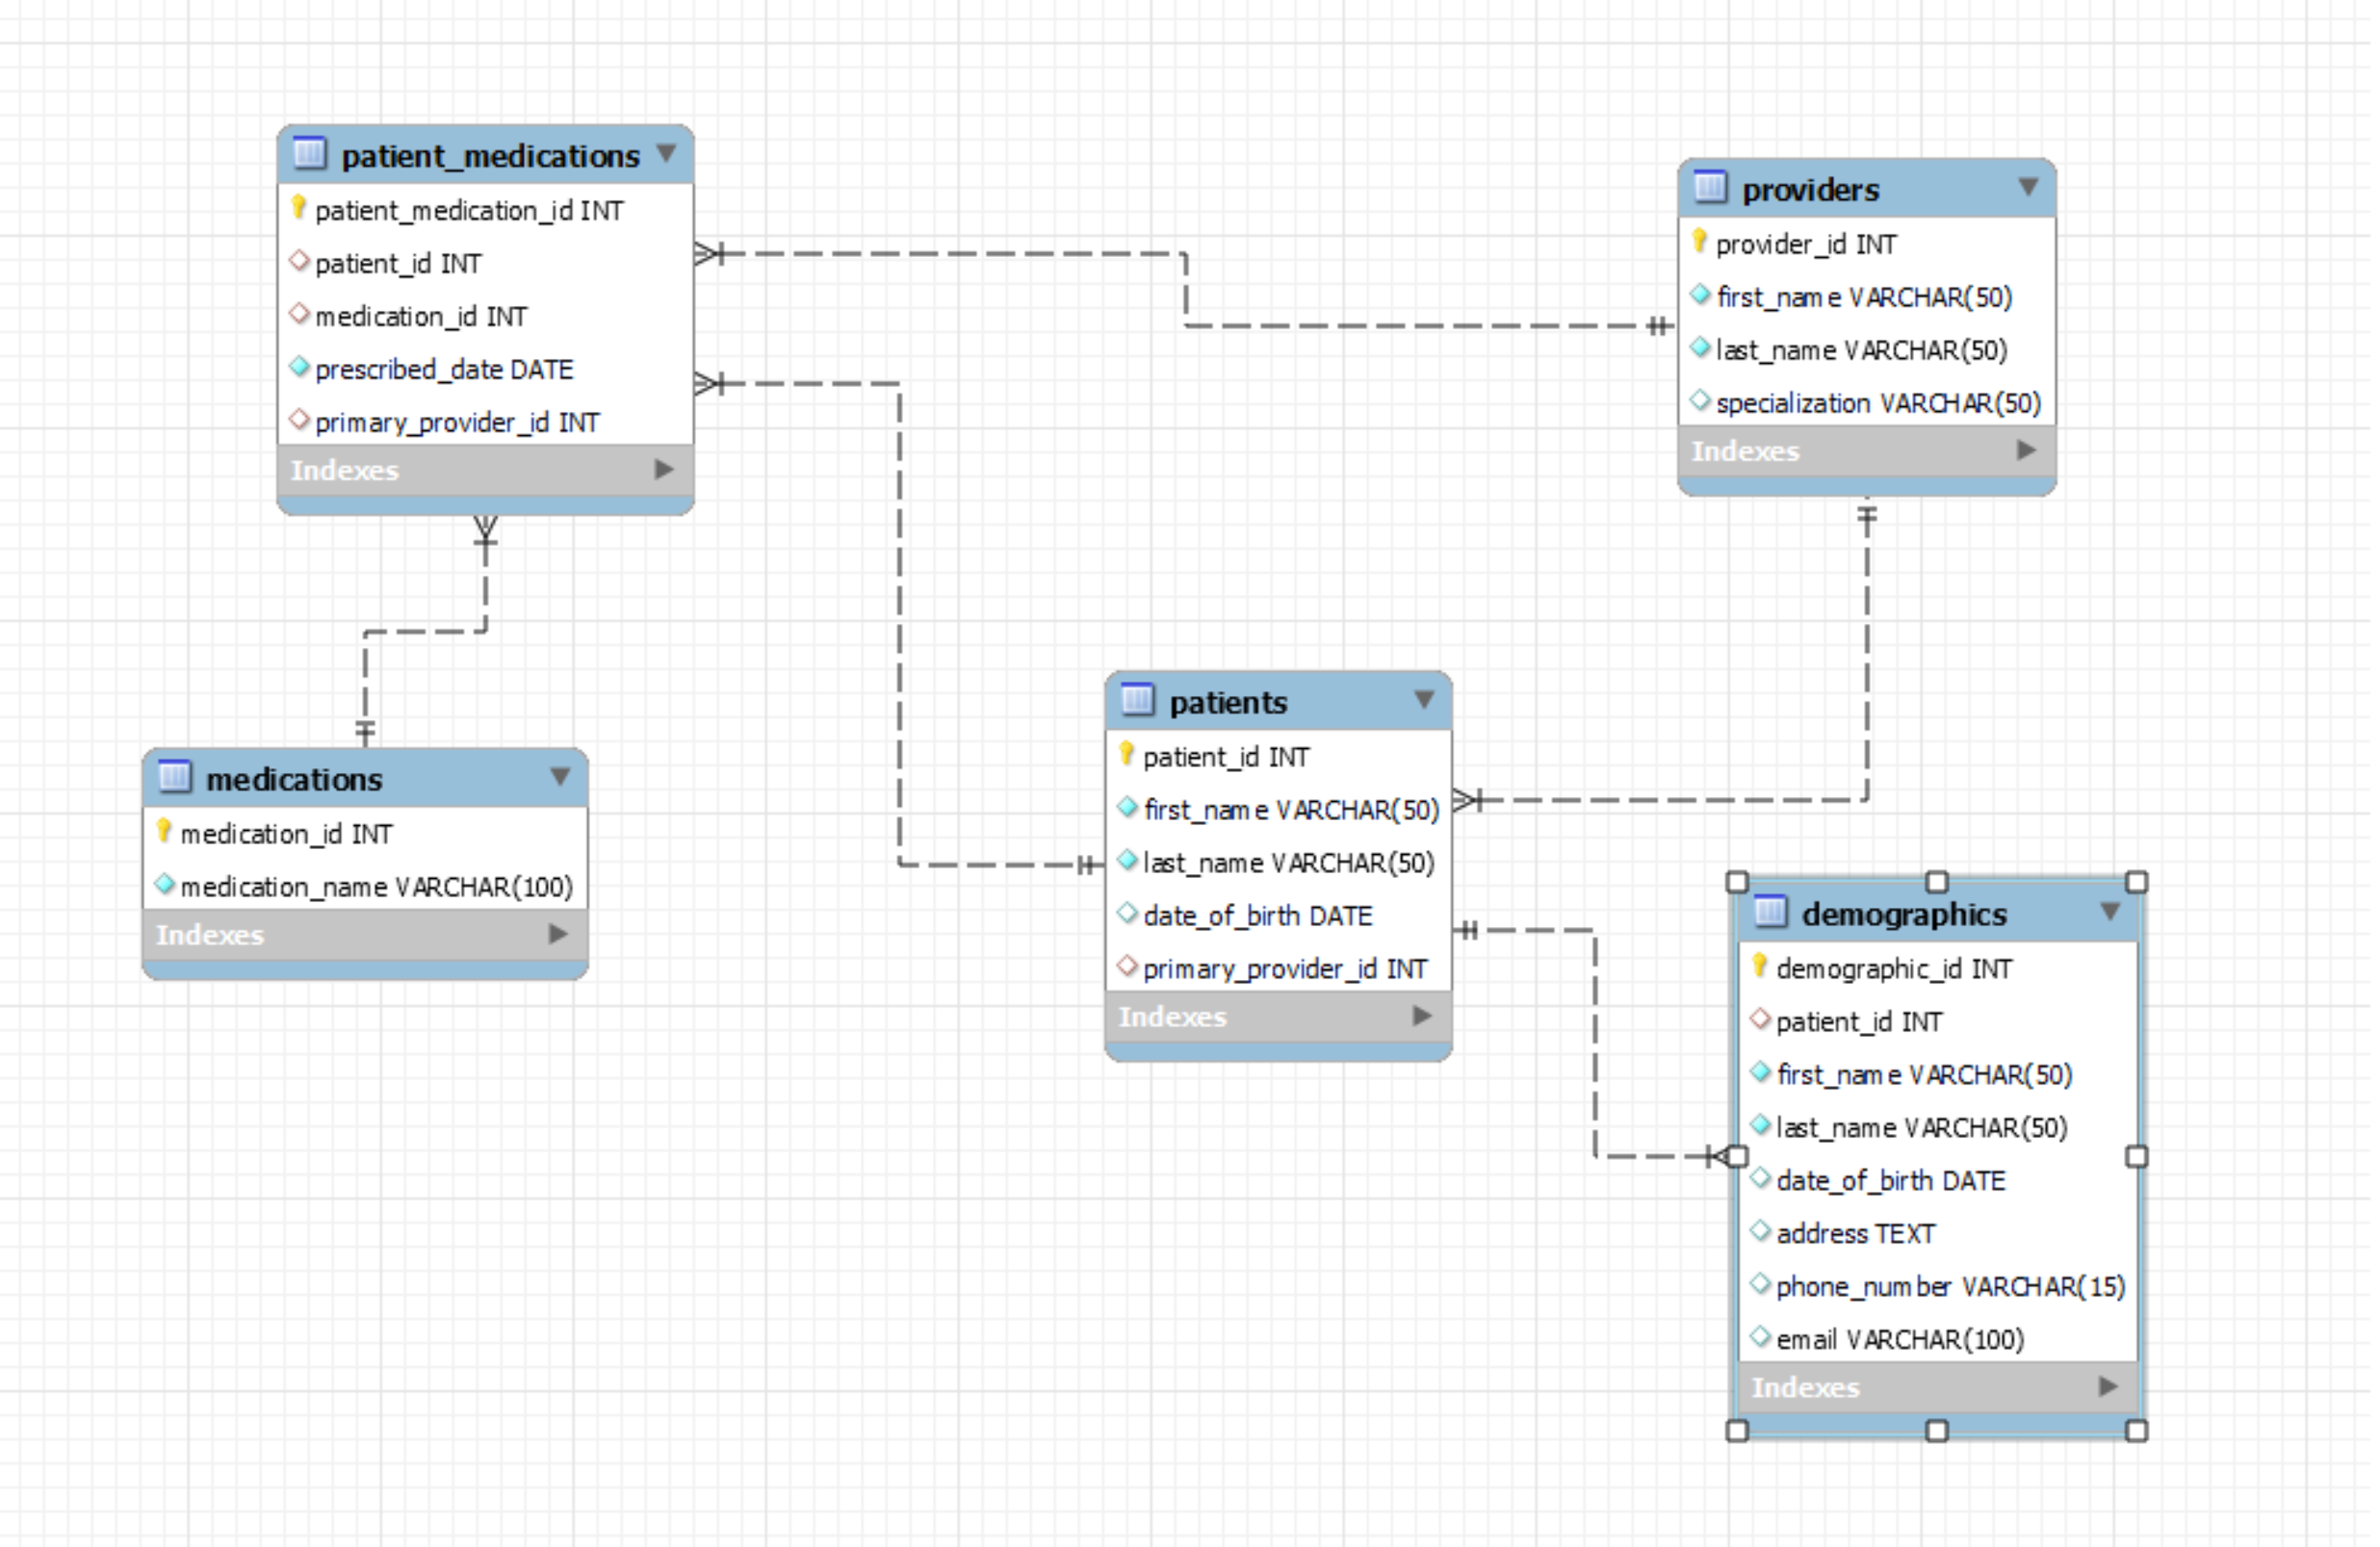 patient_medications
patient_medication_id INT
patient_id INT
medication_id INT
prescribed_date DATE
primary_provider_id INT
Indexes
providers
provider_id INT
first_name VARCHAR(50)
last_name VARCHAR(50)
specialization VARCHAR(50)
Indexes
medications
medication_id INT
medication_name VARCHAR(100)
Indexes
patients
patient_id INT
first_name VARCHAR(50)
last_name VARCHAR(50)
date_of_birth DATE
primary_provider_id INT
Indexes
demographics
demographic_id INT
patient_id INT
first_name VARCHAR(50)
last_name VARCHAR(50)
date_of_birth DATE
address TEXT
phone_number VARCHAR(15)
email VARCHAR(100)
Indexes